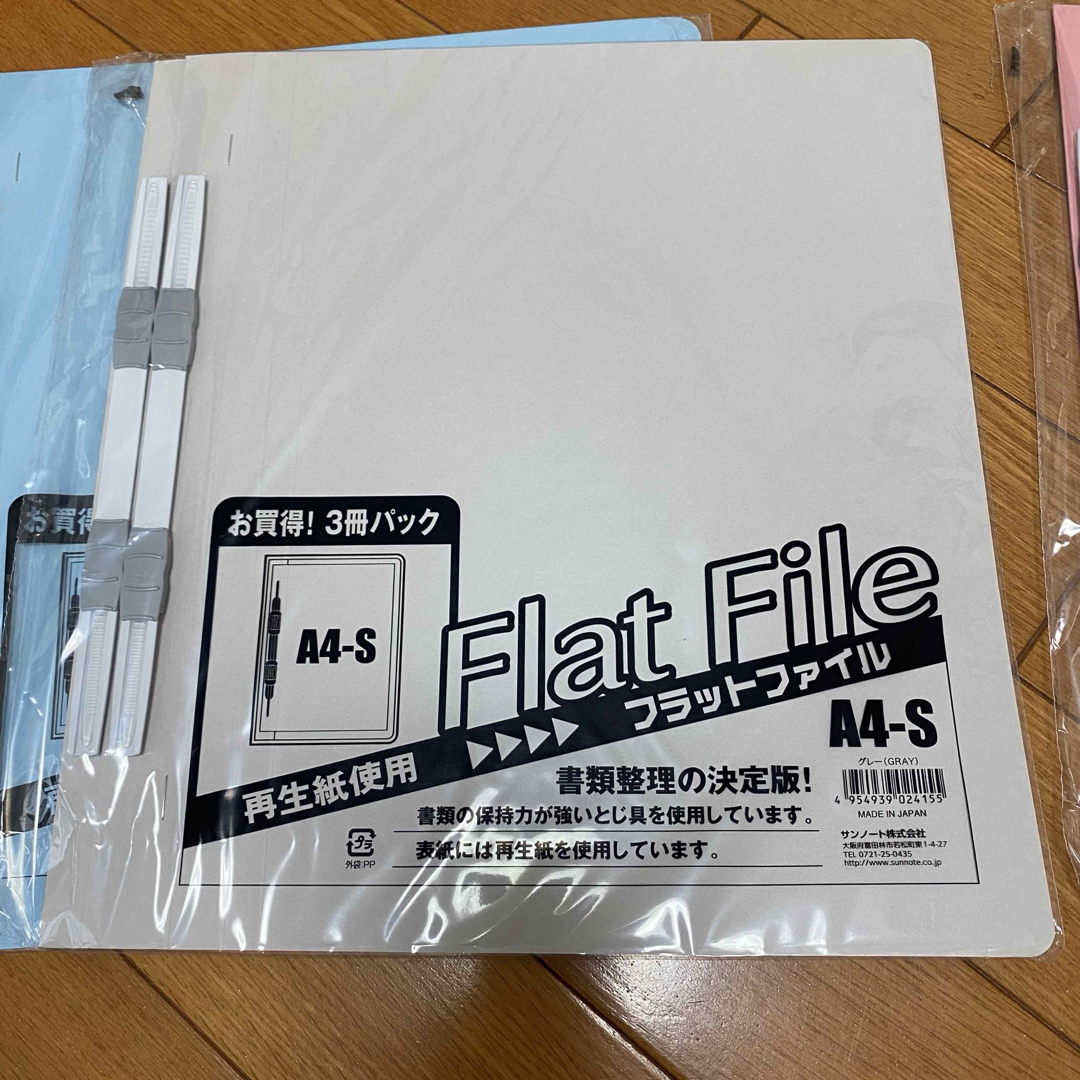 お買得
お買得! 3冊パック
A4-S
Flat File
フラットファイル
再生紙使用
A4-S
グレー(GRAY)
4 954939 024155
MADE IN JAPAN
書類整理の決定版!
書類の保持力が強いとじ具を使用しています。
表紙には再生紙を使用しています。
プラ
外袋:PP
サンノート株式会社
大阪府富田林市若松町東1-4-27
TEL 0721-25-0435
http://www.sunnote.co.jp